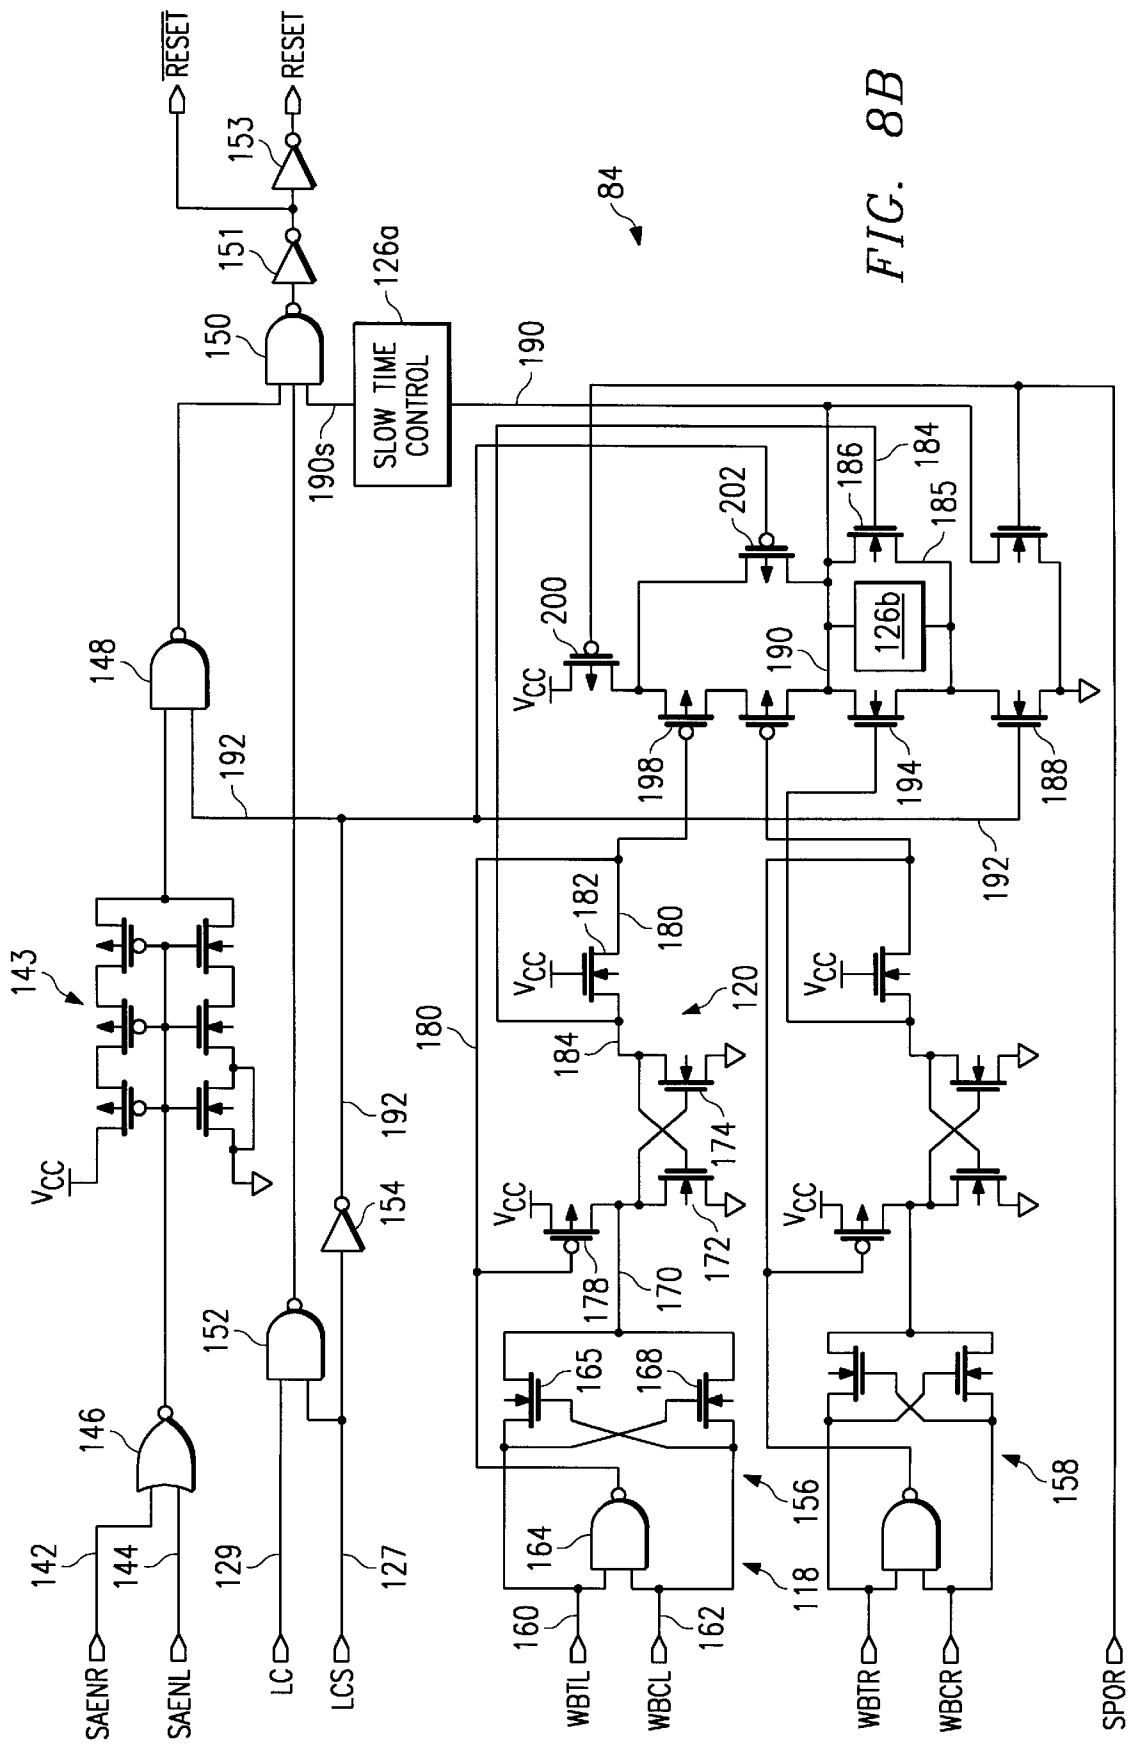 SAENR
142
SAENL
144
146
LC
129
LCS
127
152
154
192
VCC
143
148
192
150
151
153
RESET
RESET
190s
SLOW TIME
CONTROL
126a
190
84
FIG. 8B
WBTL
160
WBCL
162
164
118
156
165
168
170
178
VCC
172
174
180
184
120
VCC
182
180
198
VCC
200
202
190
194
126b
186
184
185
188
192
WBTR
WBCR
158
VCC
VCC
SPOR